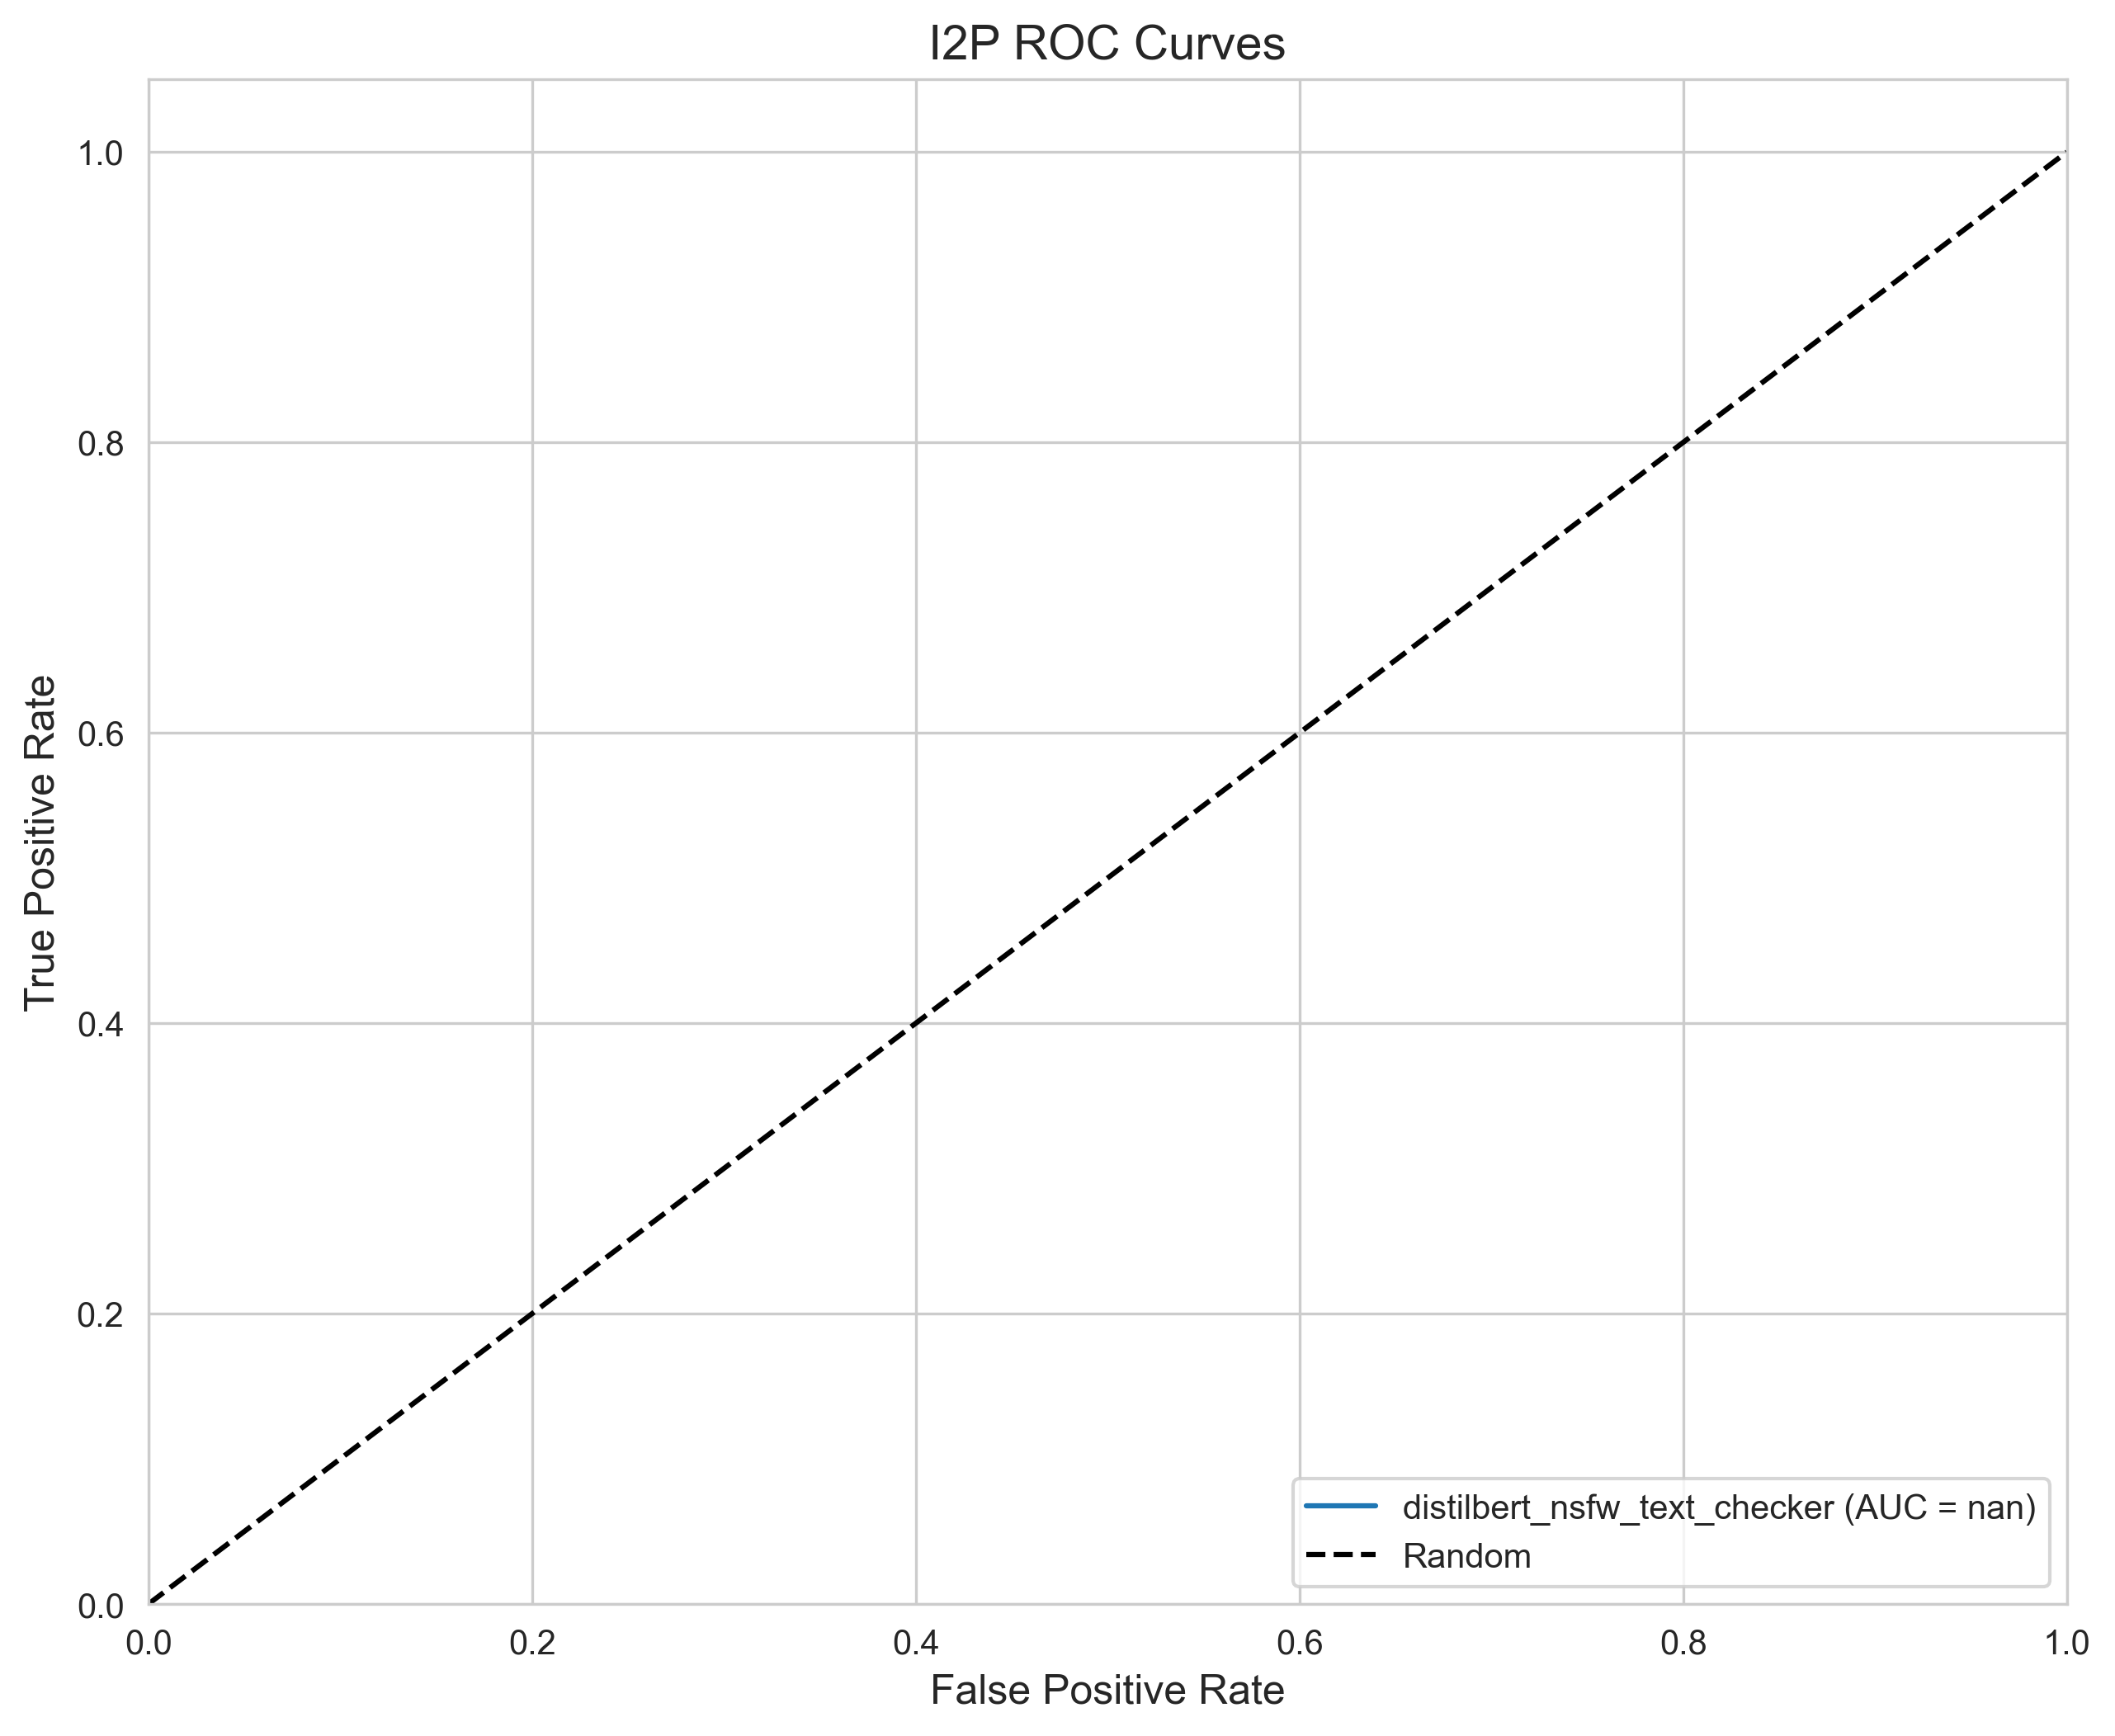 I2P ROC Curves
True Positive Rate
1.0
0.8
0.6
0.4
0.2
0.0
0.0 0.2 0.4 0.6 0.8 1.0
False Positive Rate
distilbert_nsfw_text_checker (AUC = nan)
Random